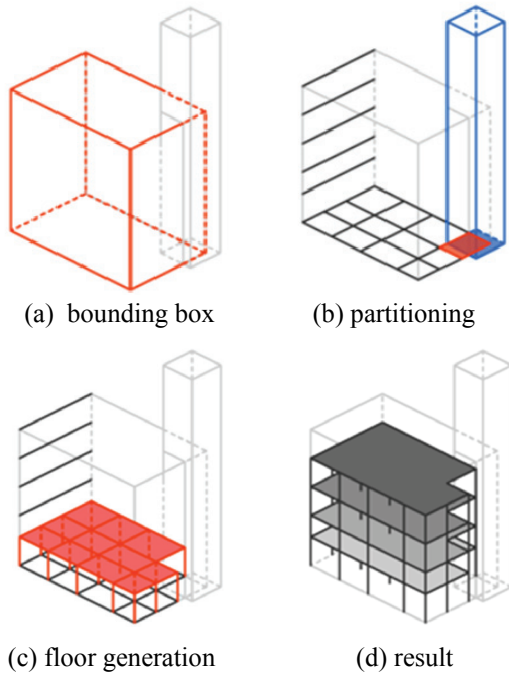 (a) bounding box
(b) partitioning
(c) floor generation
(d) result